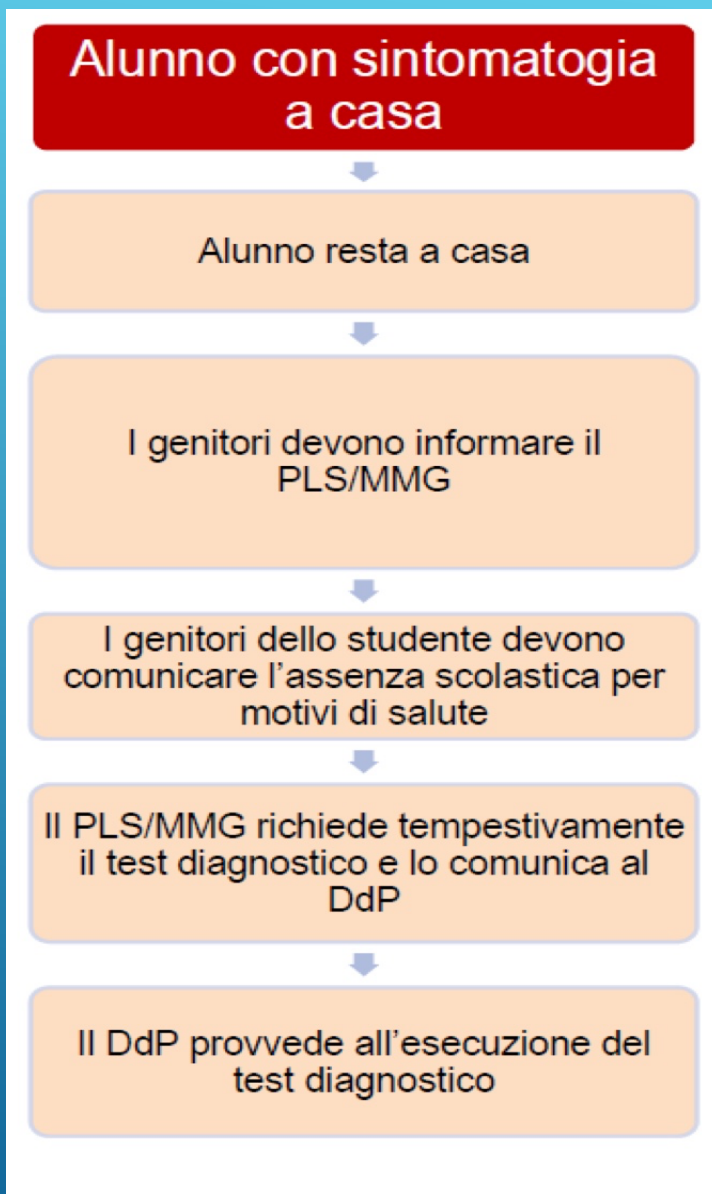 Alunno con sintomatogia
a casa
Alunno resta a casa
I genitori devono informare il
PLS/MMG
I genitori dello studente devono
comunicare l'assenza scolastica per
motivi di salute
Il PLS/MMG richiede tempestivamente
il test diagnostico e lo comunica al
DdP
Il DdP provvede all'esecuzione del
test diagnostico